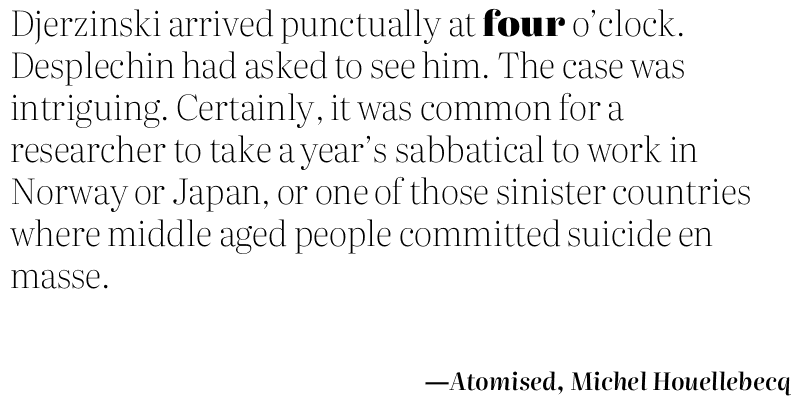 Djerzinski arrived punctually at four o’clock.
Desplechin had asked to see him. The case was
intriguing. Certainly, it was common for a
researcher to take a year’s sabbatical to work in
Norway or Japan, or one of those sinister countries
where middle aged people committed suicide en
masse.
—Atomised, Michel Houellebecq